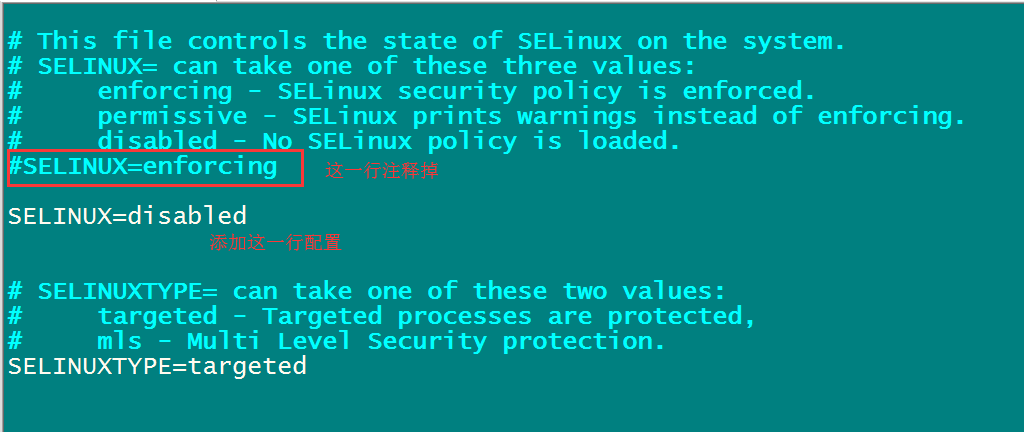 # This file controls the state of SELinux on the system.
# SELINUX= can take one of these three values:
#     enforcing - SELinux security policy is enforced.
#     permissive - SELinux prints warnings instead of enforcing.
#     disabled - No SELinux policy is loaded.
#SELINUX=enforcing 这一行注释掉
SELINUX=disabled
添加这一行配置
# SELINUXTYPE= can take one of these two values:
#     targeted - Targeted processes are protected,
#     mls - Multi Level Security protection.
SELINUXTYPE=targeted